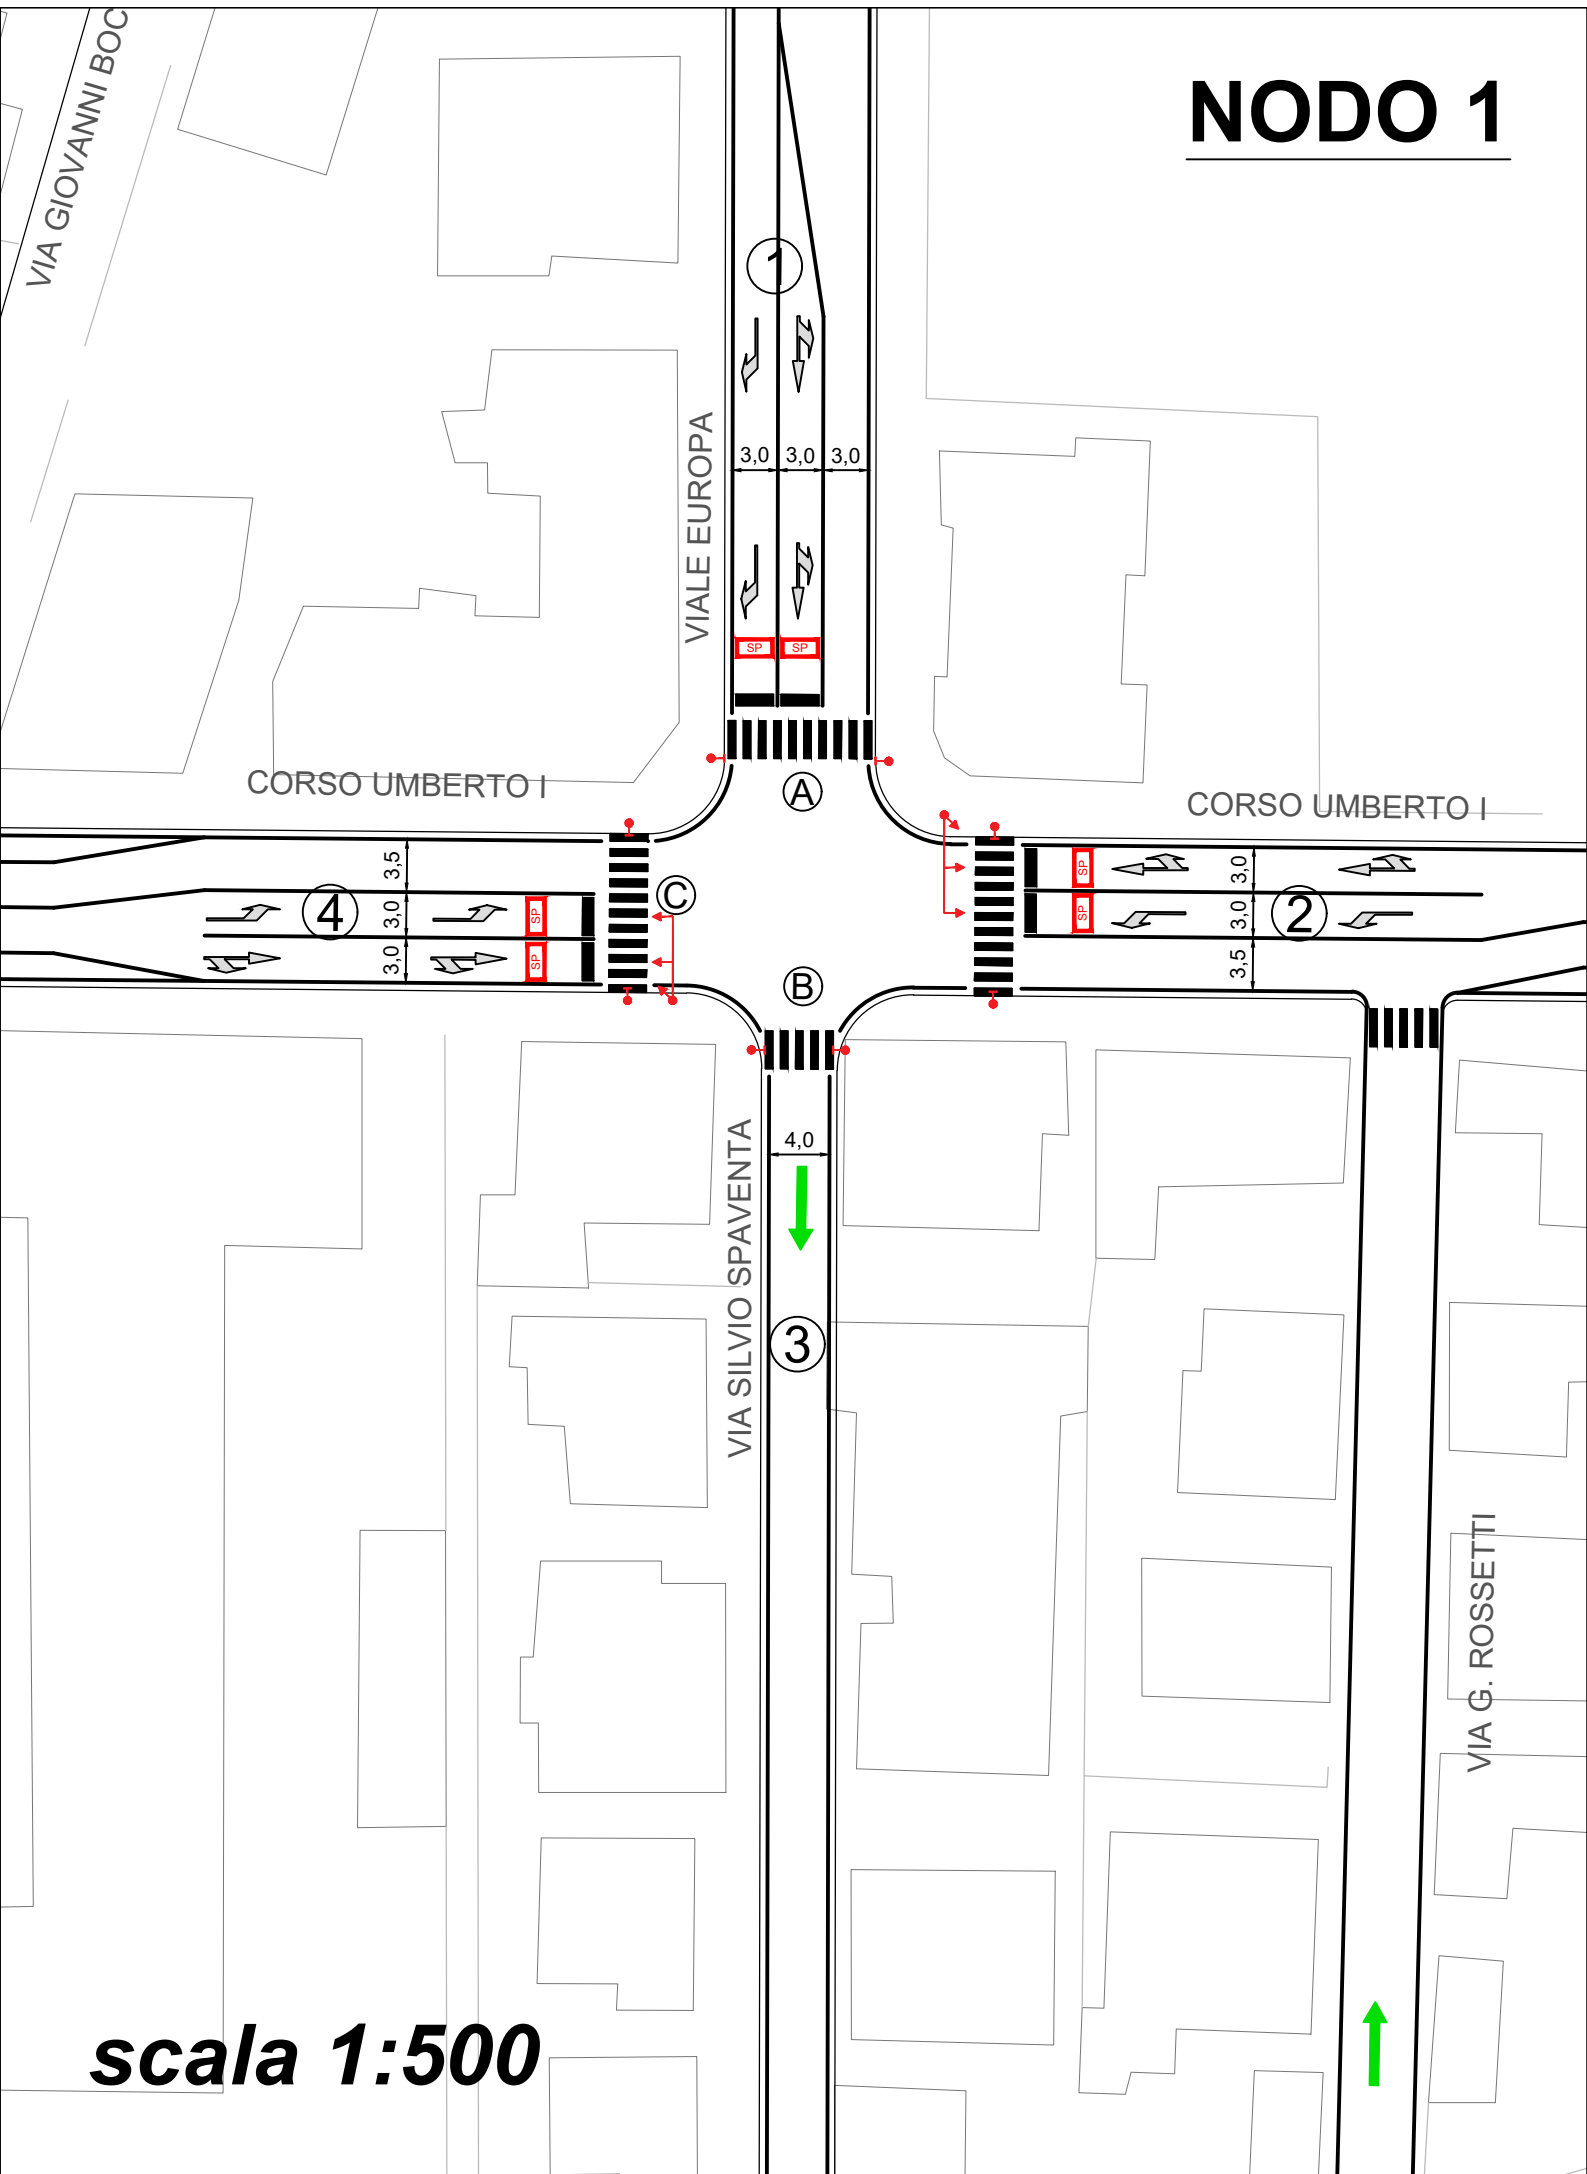 VIA GIOVANNI BOC
NODO 1
1
3,0 3,0 3,0
VIALE EUROPA
SP SP
CORSO UMBERTO I
A
CORSO UMBERTO I
3,5
3,0
3,0
4
SP
SP
C
SP
SP
3,0
3,0
3,5
2
B
4,0
VIA SILVIO SPAVENTA
3
VIA G. ROSSETTI
scala 1:500